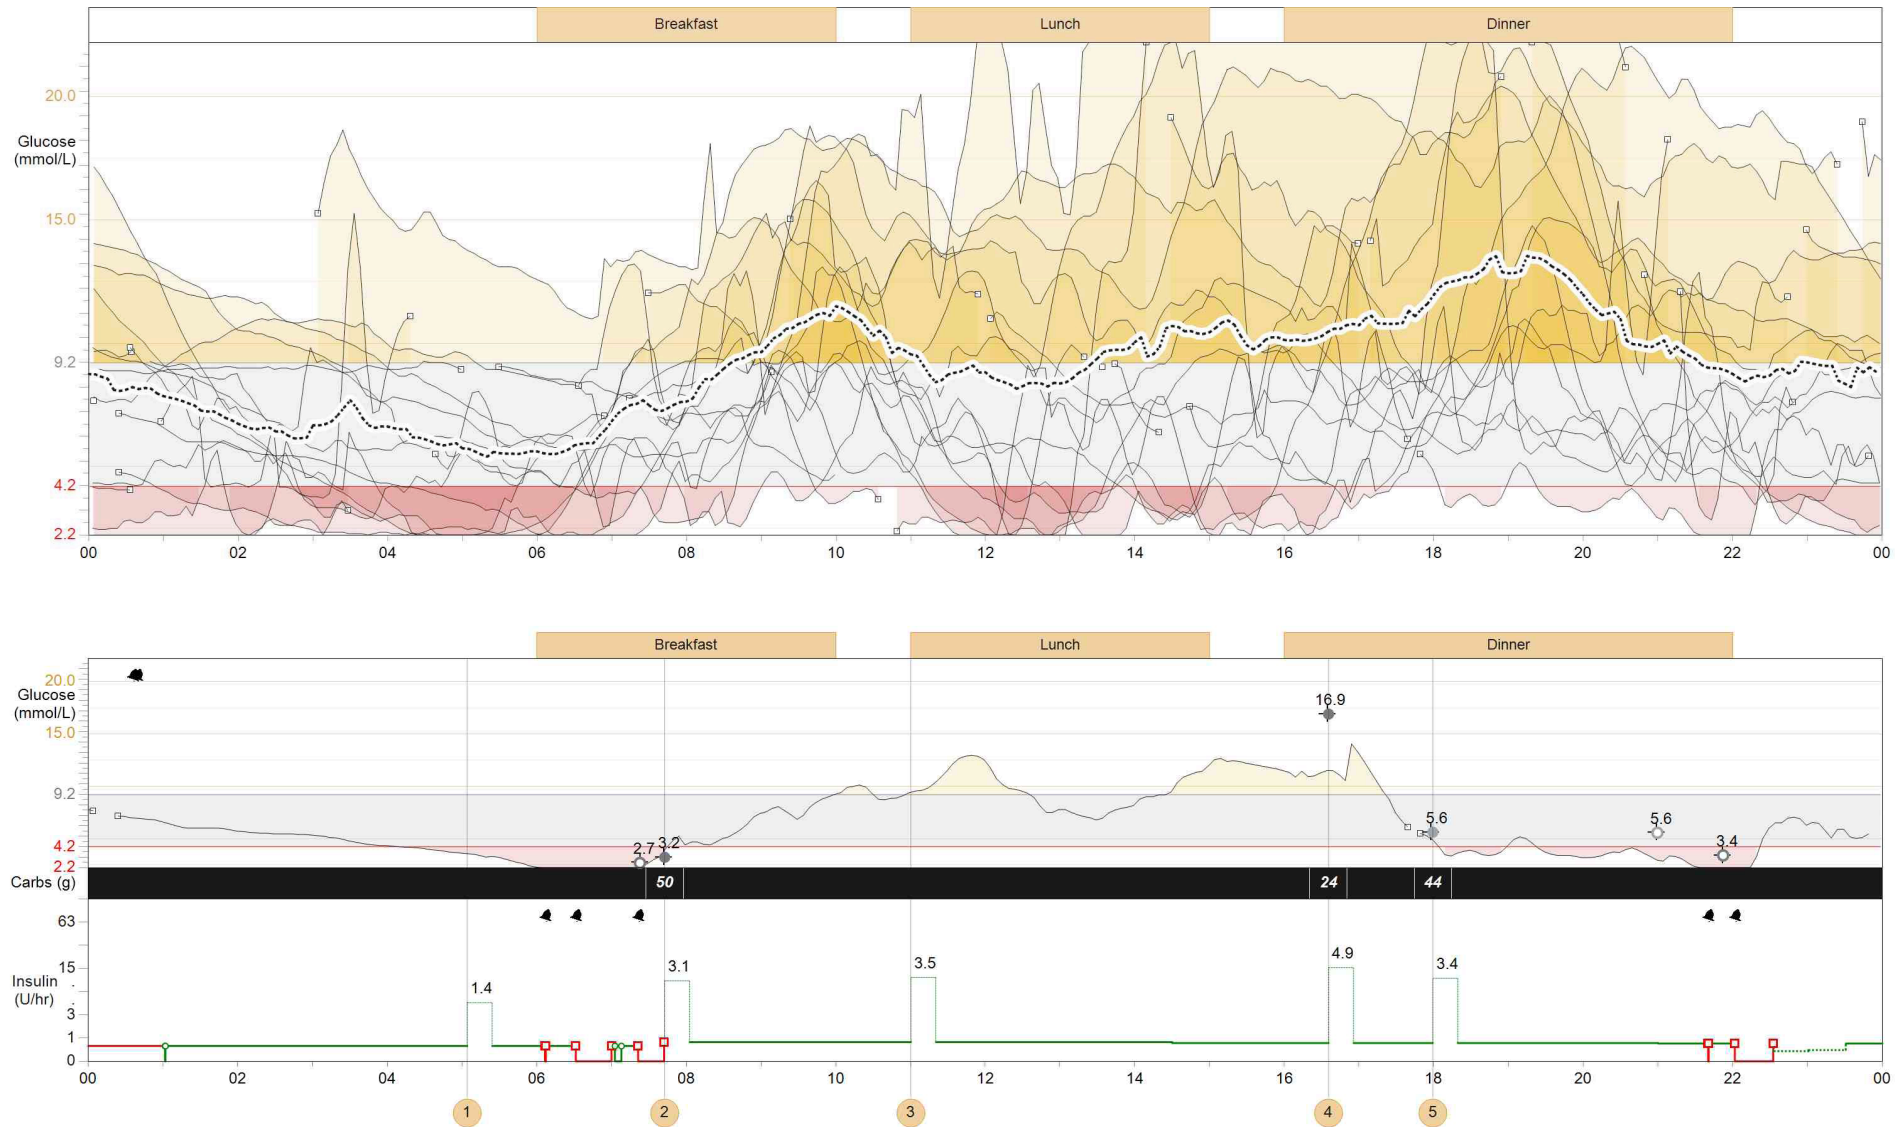 Breakfast Lunch Dinner
20.0
Glucose
(mmol/L)
15.0
9.2
4.2
2.2
00 02 04 06 08 10 12 14 16 18 20 22 00
Breakfast Lunch Dinner
20.0
Glucose
(mmol/L)
16.9
15.0
9.2
5.6 5.6
4.2 2.7 3.2 3.4
2.2
Carbs (g) 50 24 44
63
15 1.4 3.1 3.5 4.9 3.4
Insulin .
(U/hr) .
3
1
0
00 02 04 06 08 10 12 14 16 18 20 22 00
1 2 3 4 5